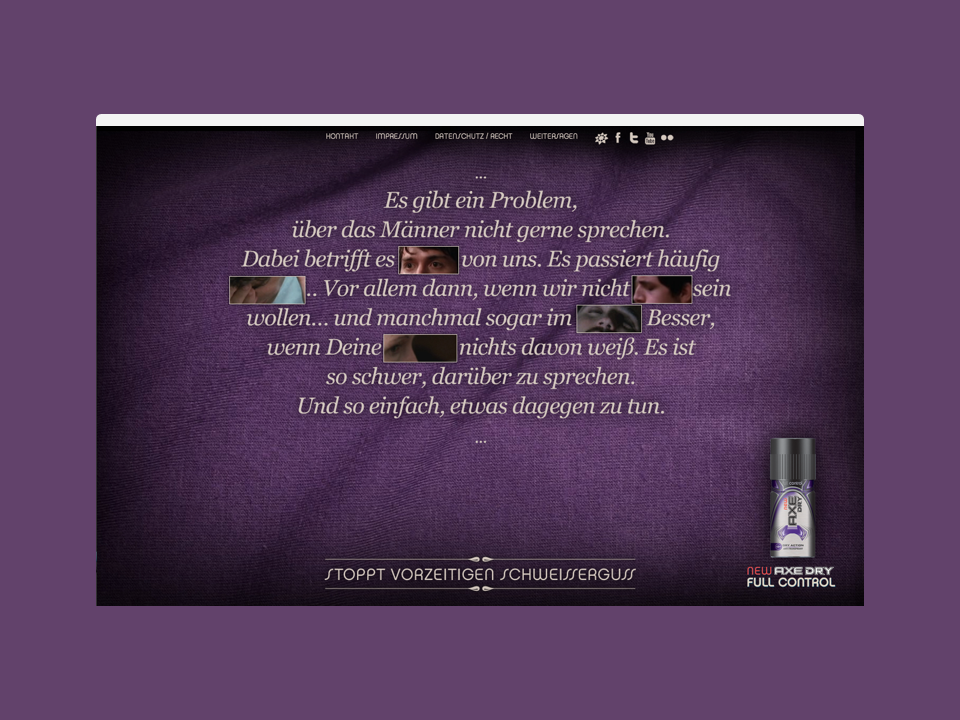 KONTAKT IMPRESSUM DATENSCHUTZ / RECHT WEITERSAGEN
...
Es gibt ein Problem,
über das Männer nicht gerne sprechen.
Dabei betrifft es von uns. Es passiert häufig
.. Vor allem dann, wenn wir nicht sein
wollen... und manchmal sogar im Besser,
wenn Deine nichts davon weiß. Es ist
so schwer, darüber zu sprechen.
Und so einfach, etwas dagegen zu tun.
...
AXE
DRY
STOPPT VORZEITIGEN SCHWEISSERGUSS
NEW AXE DRY
FULL CONTROL